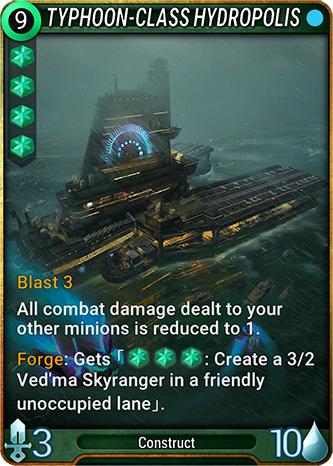 9 TYPHOON-CLASS HYDROPOLIS
Blast 3
All combat damage dealt to your
other minions is reduced to 1.
Forge: Gets「: Create a 3/2
Ved'ma Skyranger in a friendly
unoccupied lane」.
3 Construct 10